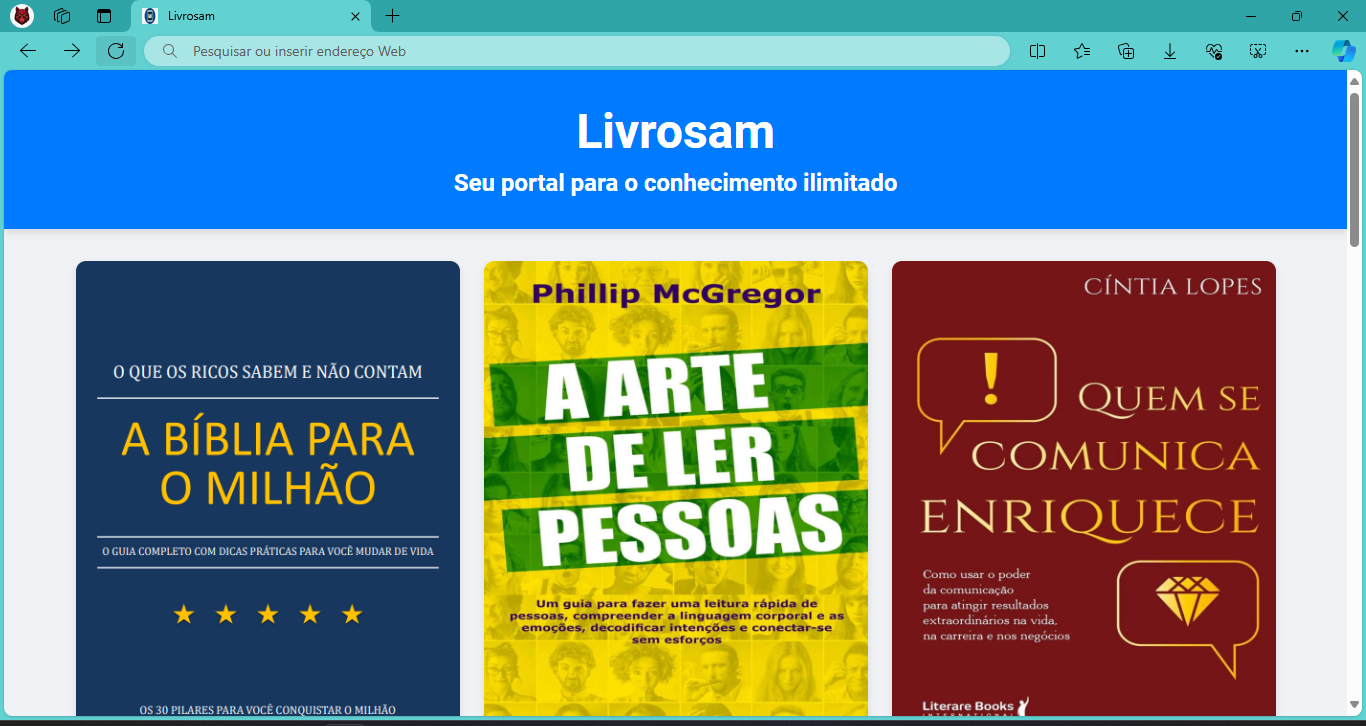 Livrosam
Pesquisar ou inserir endereço Web
Livrosam
Seu portal para o conhecimento ilimitado
O QUE OS RICOS SABEM E NÃO CONTAM
A BÍBLIA PARA
O MILHÃO
O GUIA COMPLETO COM DICAS PRÁTICAS PARA VOCÊ MUDAR DE VIDA
OS 30 PILARES PARA VOCÊ CONQUISTAR O MILHÃO
Phillip McGregor
A ARTE
DE LER
PESSOAS
Um guia para fazer uma leitura rápida de
pessoas, compreender a linguagem corporal e as
emoções, decodificar intenções e conectar-se
sem esforços
CÍNTIA LOPES
!
QUEM SE
COMUNICA
ENRIQUECE
Como usar o poder
da comunicação
para atingir resultados
extraordinários na vida,
na carreira e nos negócios
Literare Books
INTERNATIONAL